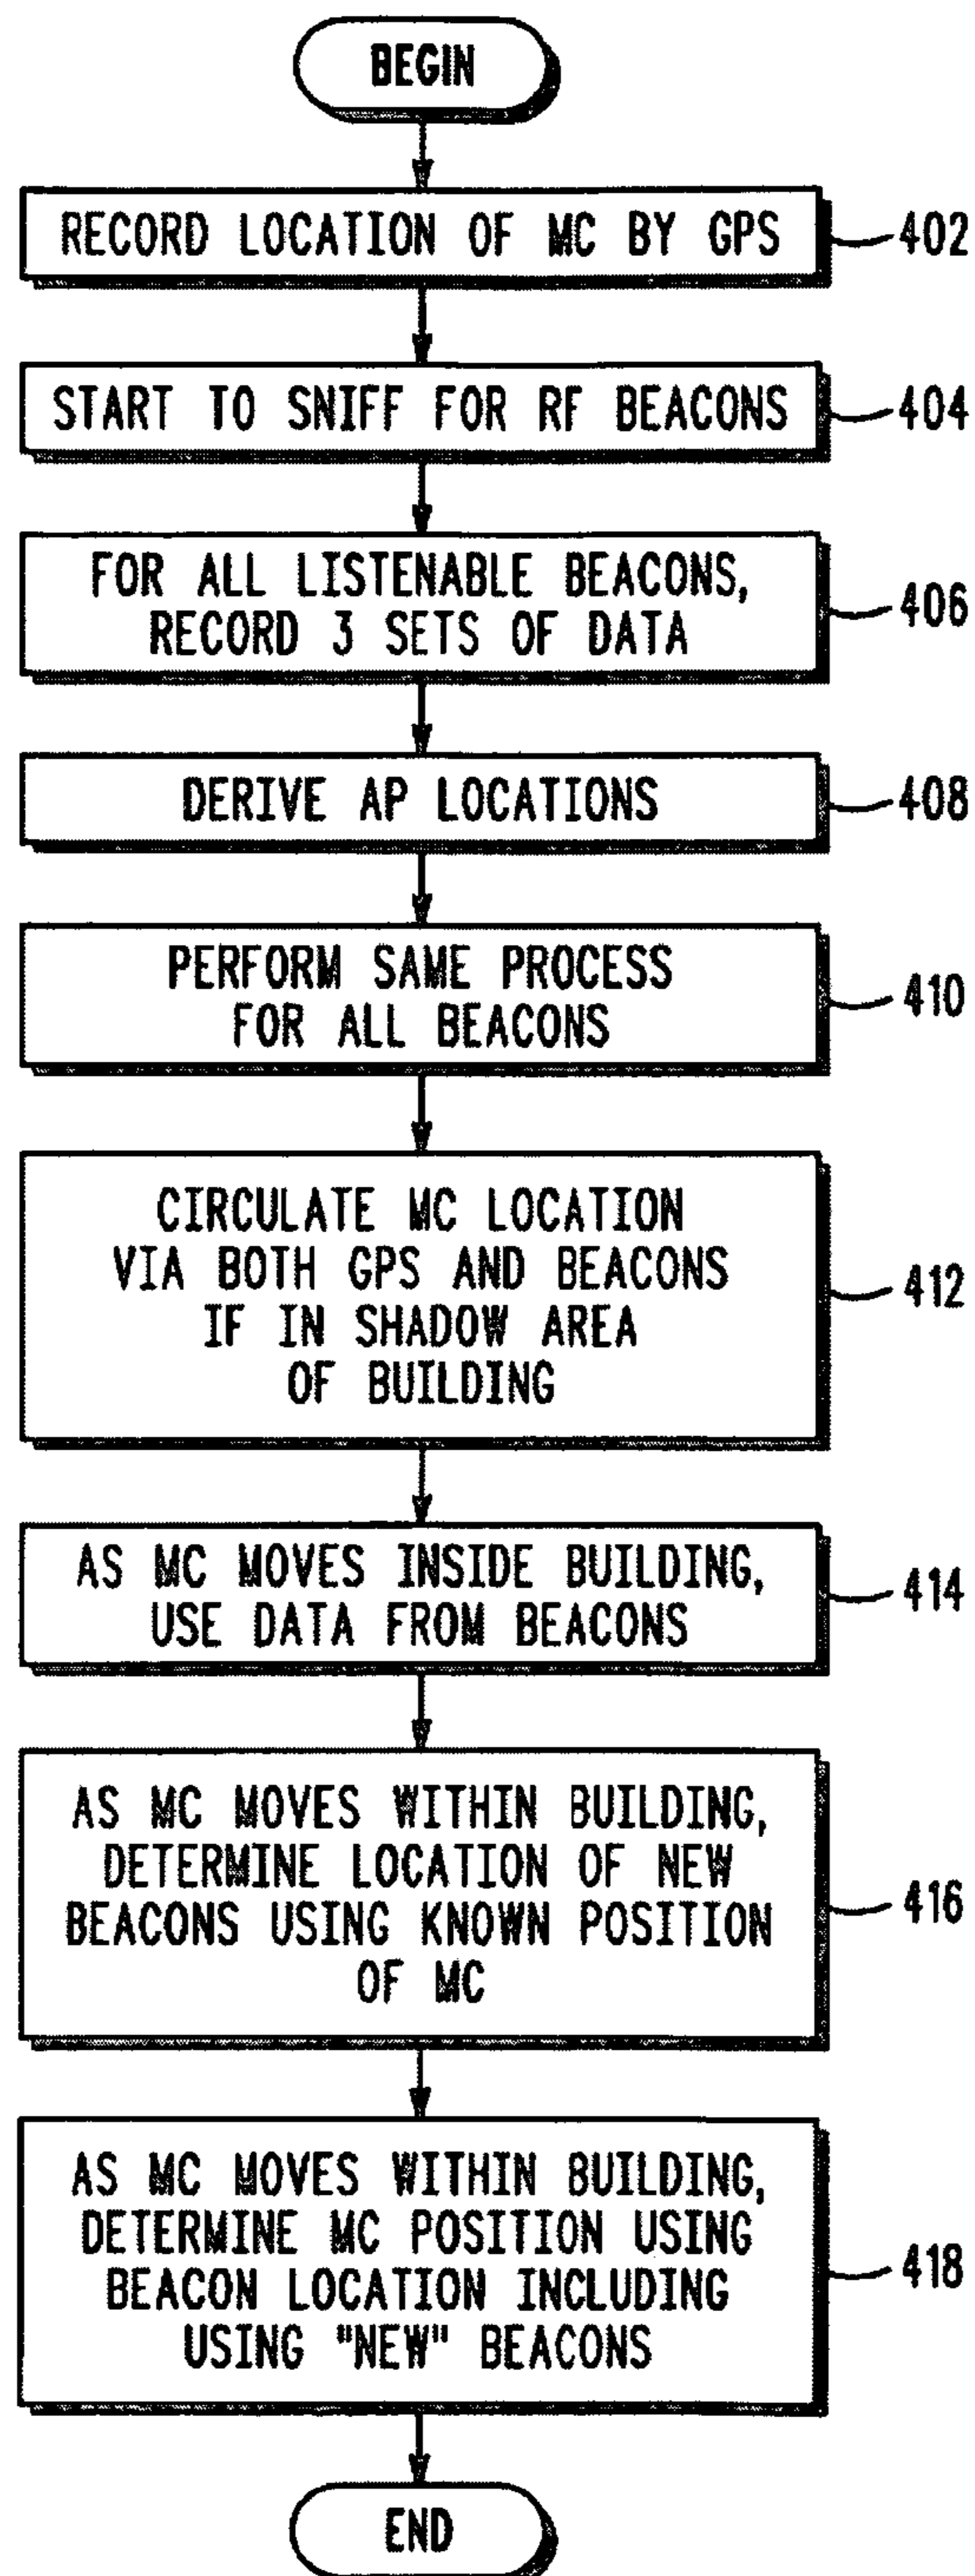 BEGIN
RECORD LOCATION OF MC BY GPS
402
START TO SNIFF FOR RF BEACONS
404
FOR ALL LISTENABLE BEACONS,
RECORD 3 SETS OF DATA
406
DERIVE AP LOCATIONS
408
PERFORM SAME PROCESS
FOR ALL BEACONS
410
CIRCULATE MC LOCATION
VIA BOTH GPS AND BEACONS
IF IN SHADOW AREA
OF BUILDING
412
AS MC MOVES INSIDE BUILDING,
USE DATA FROM BEACONS
414
AS MC MOVES WITHIN BUILDING,
DETERMINE LOCATION OF NEW
BEACONS USING KNOWN POSITION
OF MC
416
AS MC MOVES WITHIN BUILDING,
DETERMINE MC POSITION USING
BEACON LOCATION INCLUDING
USING "NEW" BEACONS
418
END